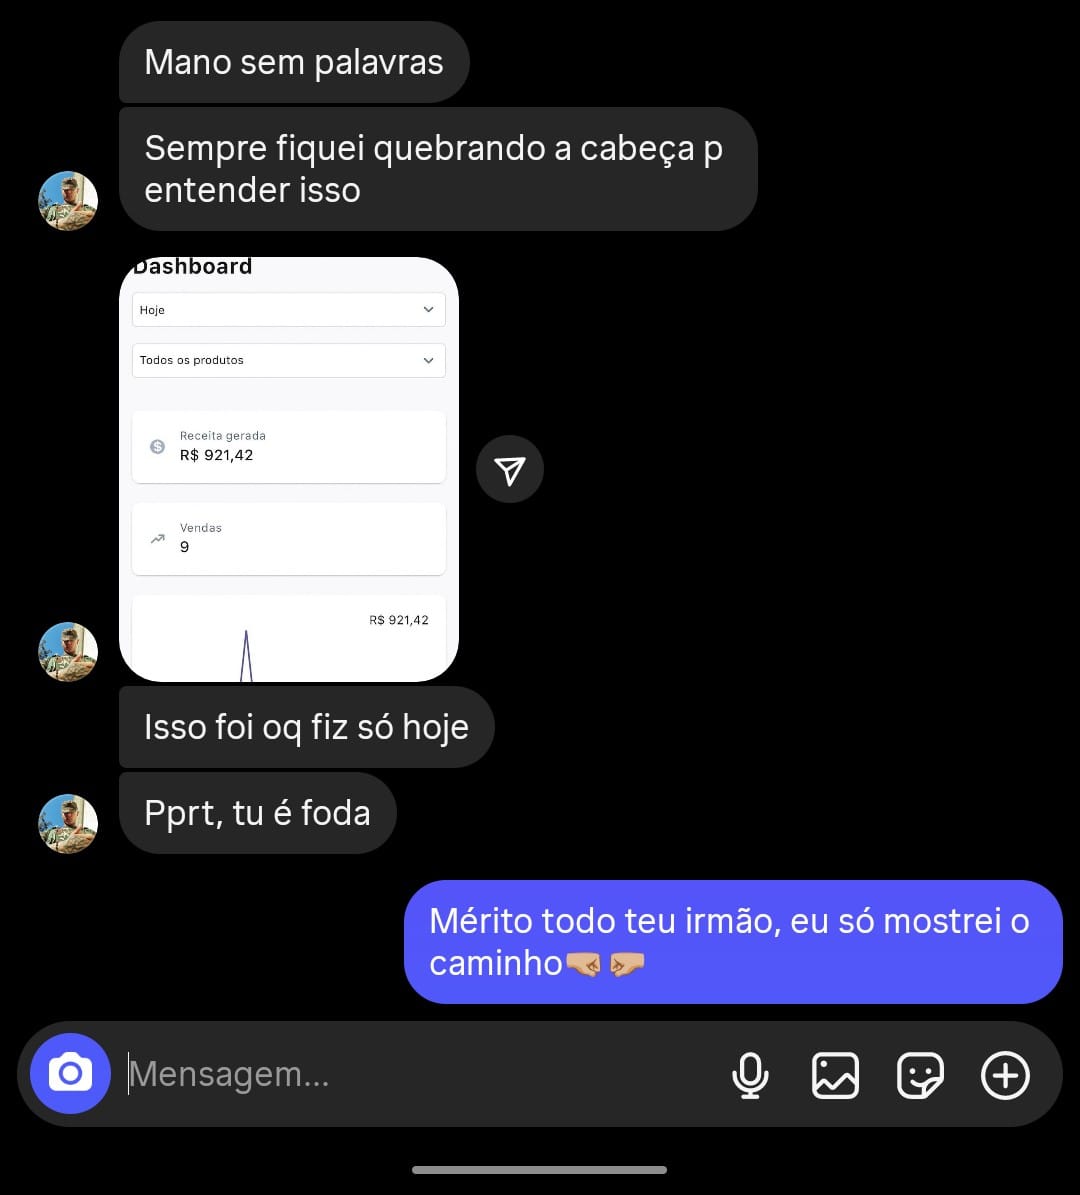 Mano sem palavras
Sempre fiquei quebrando a cabeça p
entender isso
Dashboard
Hoje
Todos os produtos
Receita gerada
R$ 921,42
Vendas
9
R$ 921,42
Isso foi oq fiz só hoje
Pprt, tu é foda
Mérito todo teu irmão, eu só mostrei o
caminho🤜🏼🤛🏼
Mensagem...